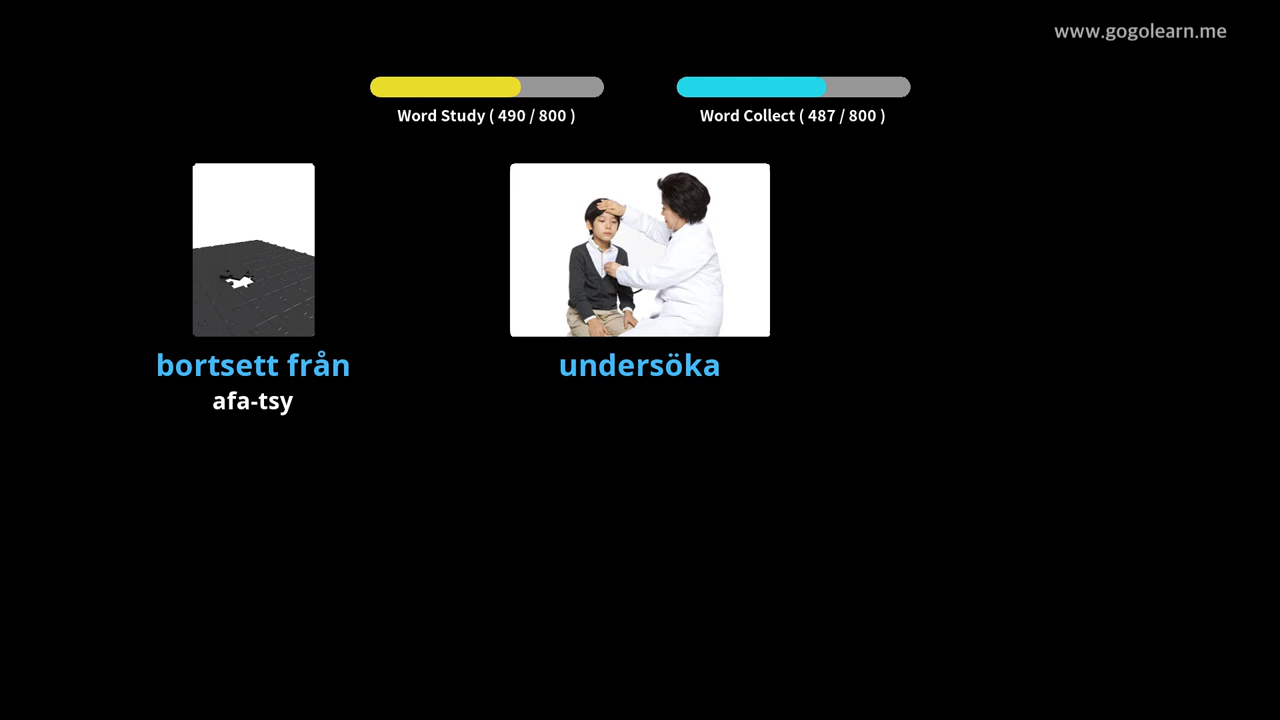 www.gogolearn.me
Word Study ( 490 / 800 )
Word Collect ( 487 / 800 )
bortsett från
afa-tsy
undersöka